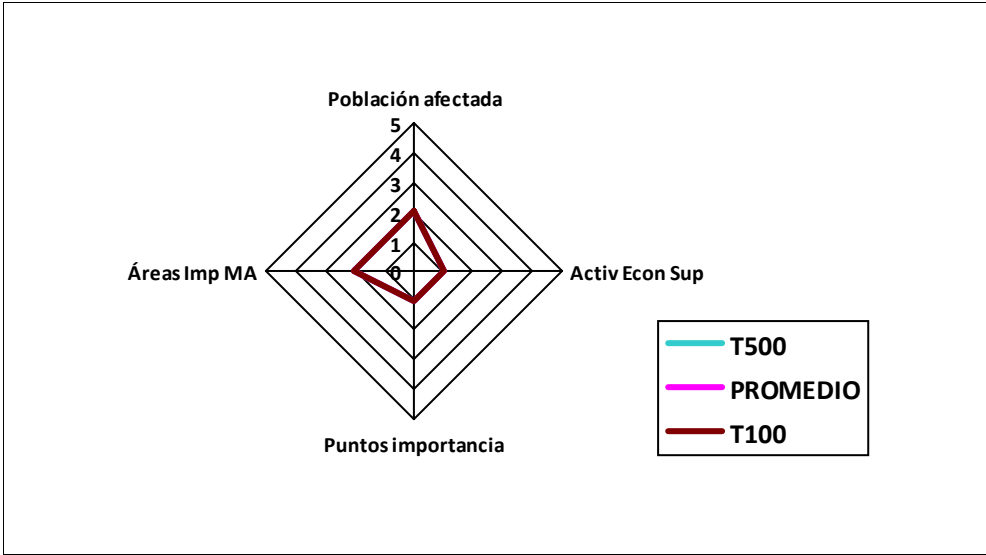 Población afectada
5
4
3
2
1
0
Áreas Imp MA
Activ Econ Sup
Puntos importancia
T500
PROMEDIO
T100